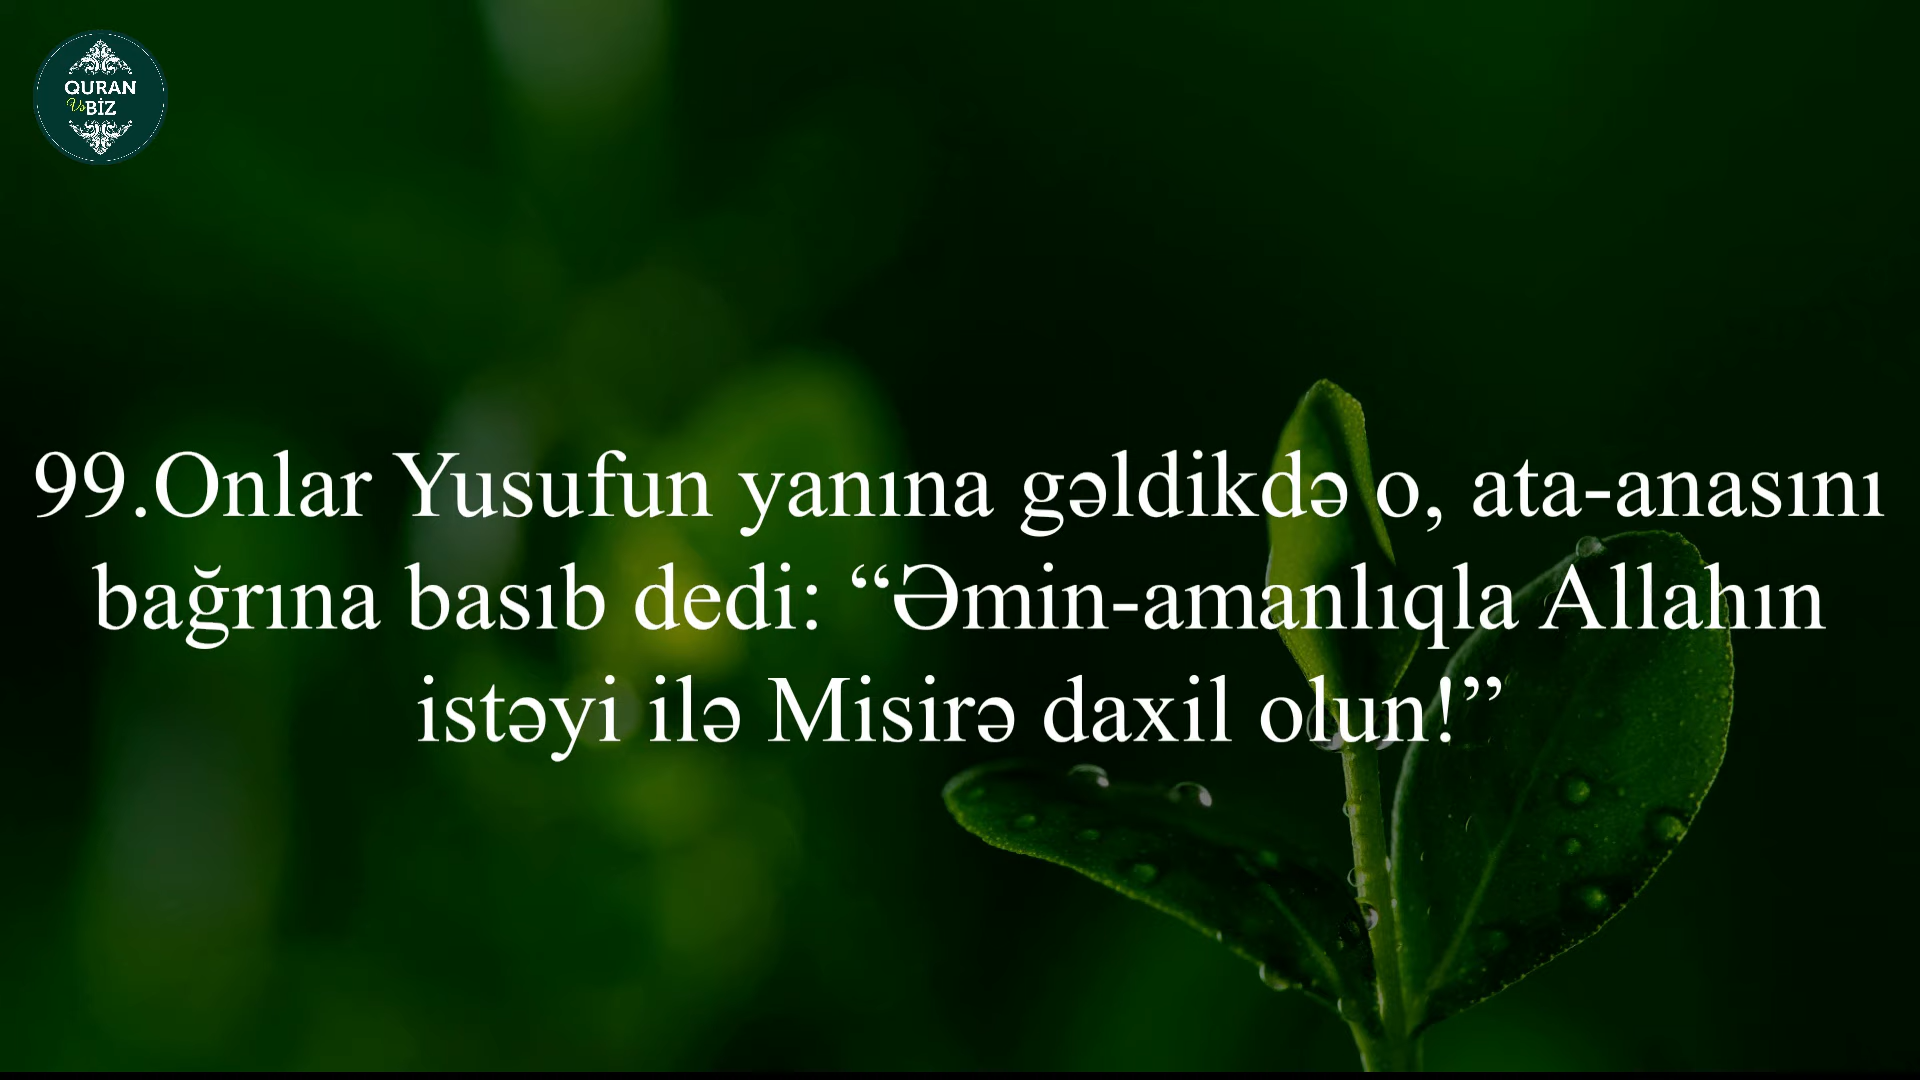 QURAN
Və BİZ
99.Onlar Yusufun yanına gəldikdə o, ata-anasını
bağrına basıb dedi: “Əmin-amanlıqla Allahın
istəyi ilə Misirə daxil olun!”